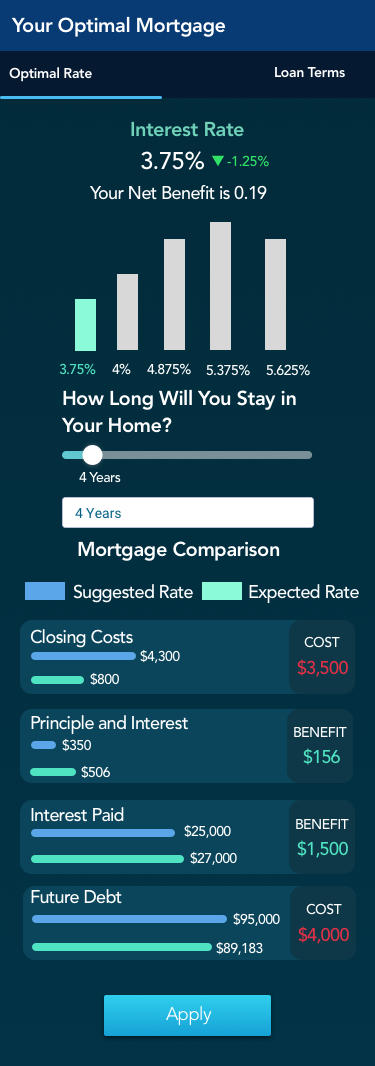 Your Optimal Mortgage
Optimal Rate Loan Terms
Interest Rate
3.75% ▼ -1.25%
Your Net Benefit is 0.19
3.75% 4% 4.875% 5.375% 5.625%
How Long Will You Stay in
Your Home?
4 Years
4 Years
Mortgage Comparison
Suggested Rate Expected Rate
Closing Costs
$4,300
$800
COST
$3,500
Principle and Interest
$350
$506
BENEFIT
$156
Interest Paid
$25,000
$27,000
BENEFIT
$1,500
Future Debt
$95,000
$89,183
COST
$4,000
Apply